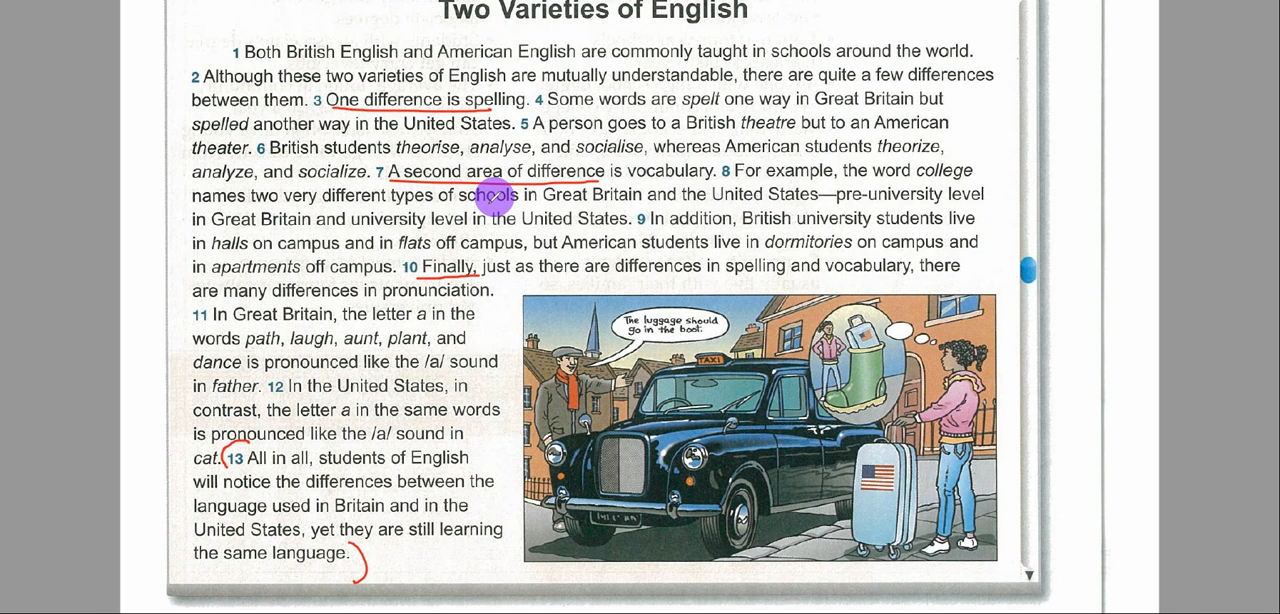 Two Varieties of English
1 Both British English and American English are commonly taught in schools around the world.
2 Although these two varieties of English are mutually understandable, there are quite a few differences
between them. 3 One difference is spelling. 4 Some words are spelt one way in Great Britain but
spelled another way in the United States. 5 A person goes to a British theatre but to an American
theater. 6 British students theorise, analyse, and socialise, whereas American students theorize,
analyze, and socialize. 7 A second area of difference is vocabulary. 8 For example, the word college
names two very different types of schools in Great Britain and the United States—pre-university level
in Great Britain and university level in the United States. 9 In addition, British university students live
in halls on campus and in flats off campus, but American students live in dormitories on campus and
in apartments off campus. 10 Finally, just as there are differences in spelling and vocabulary, there
are many differences in pronunciation.
11 In Great Britain, the letter a in the
words path, laugh, aunt, plant, and
dance is pronounced like the /a/ sound
in father. 12 In the United States, in
contrast, the letter a in the same words
is pronounced like the /a/ sound in
cat. 13 All in all, students of English
will notice the differences between the
language used in Britain and in the
United States, yet they are still learning
the same language.
The luggage should
go in the boot.
TAXI